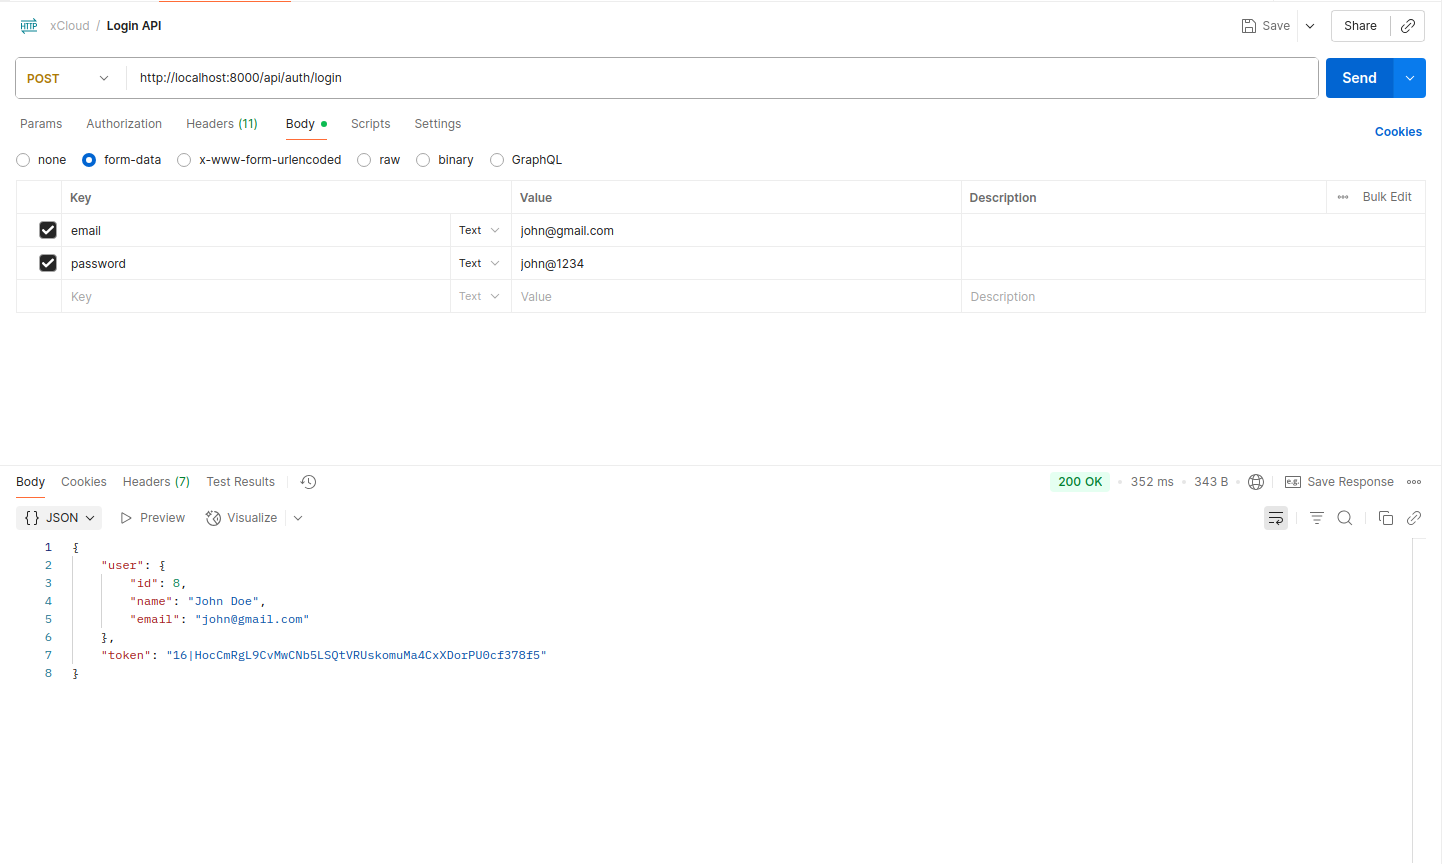 HTTP xCloud / Login API Save Share
POST http://localhost:8000/api/auth/login Send
Params Authorization Headers (11) Body Scripts Settings Cookies
none form-data x-www-form-urlencoded raw binary GraphQL
Key Value Description Bulk Edit
email Text john@gmail.com
password Text john@1234
Key Text Value Description
Body Cookies Headers (7) Test Results 200 OK 352 ms 343 B e.g. Save Response
{} JSON Preview Visualize
1 {
2 "user": {
3 "id": 8,
4 "name": "John Doe",
5 "email": "john@gmail.com"
6 },
7 "token": "16|HocCmRgL9CvMwCNb5LSQtVRUskomuMa4CxXDorPU0cf378f5"
8 }